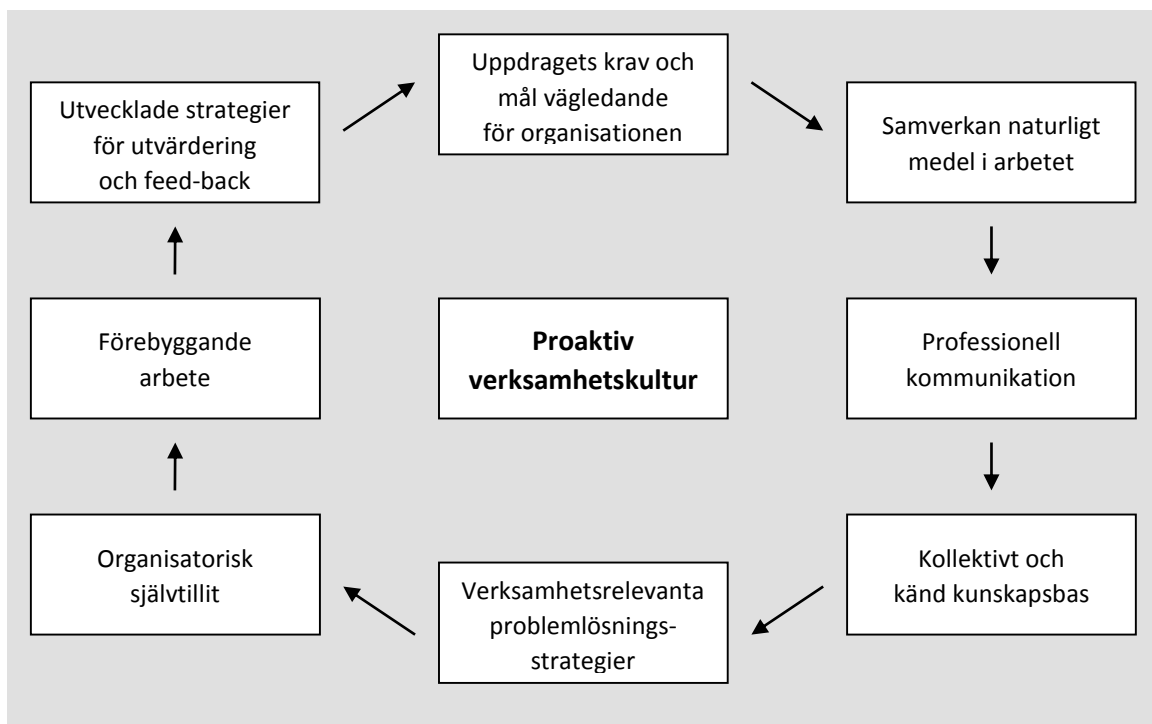 Uppdragets krav och
mål vägledande
för organisationen
Utvecklade strategier
för utvärdering
och feed-back
Samverkan naturligt
medel i arbetet
Förebyggande
arbete
Proaktiv
verksamhetskultur
Professionell
kommunikation
Organisatorisk
självtillit
Verksamhetsrelevanta
problemlösnings-
strategier
Kollektivt och
känd kunskapsbas